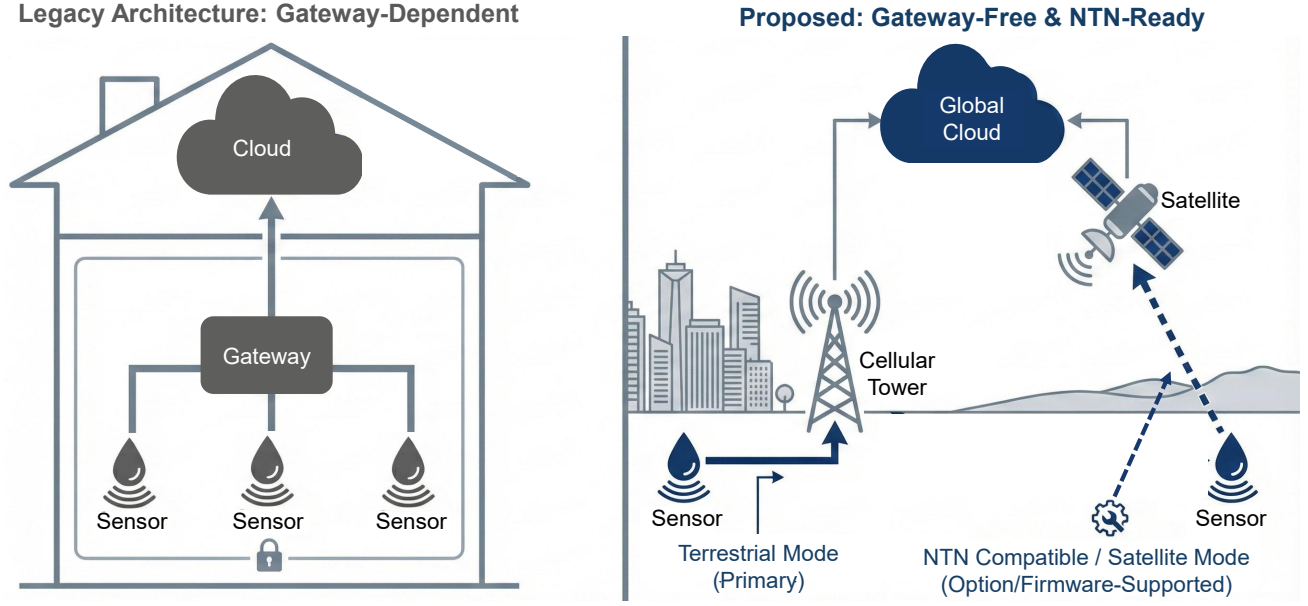 Legacy Architecture: Gateway-Dependent
Cloud
Gateway
Sensor
Sensor
Sensor
Proposed: Gateway-Free & NTN-Ready
Global
Cloud
Satellite
Cellular
Tower
Sensor
Sensor
Terrestrial Mode
(Primary)
NTN Compatible / Satellite Mode
(Option/Firmware-Supported)